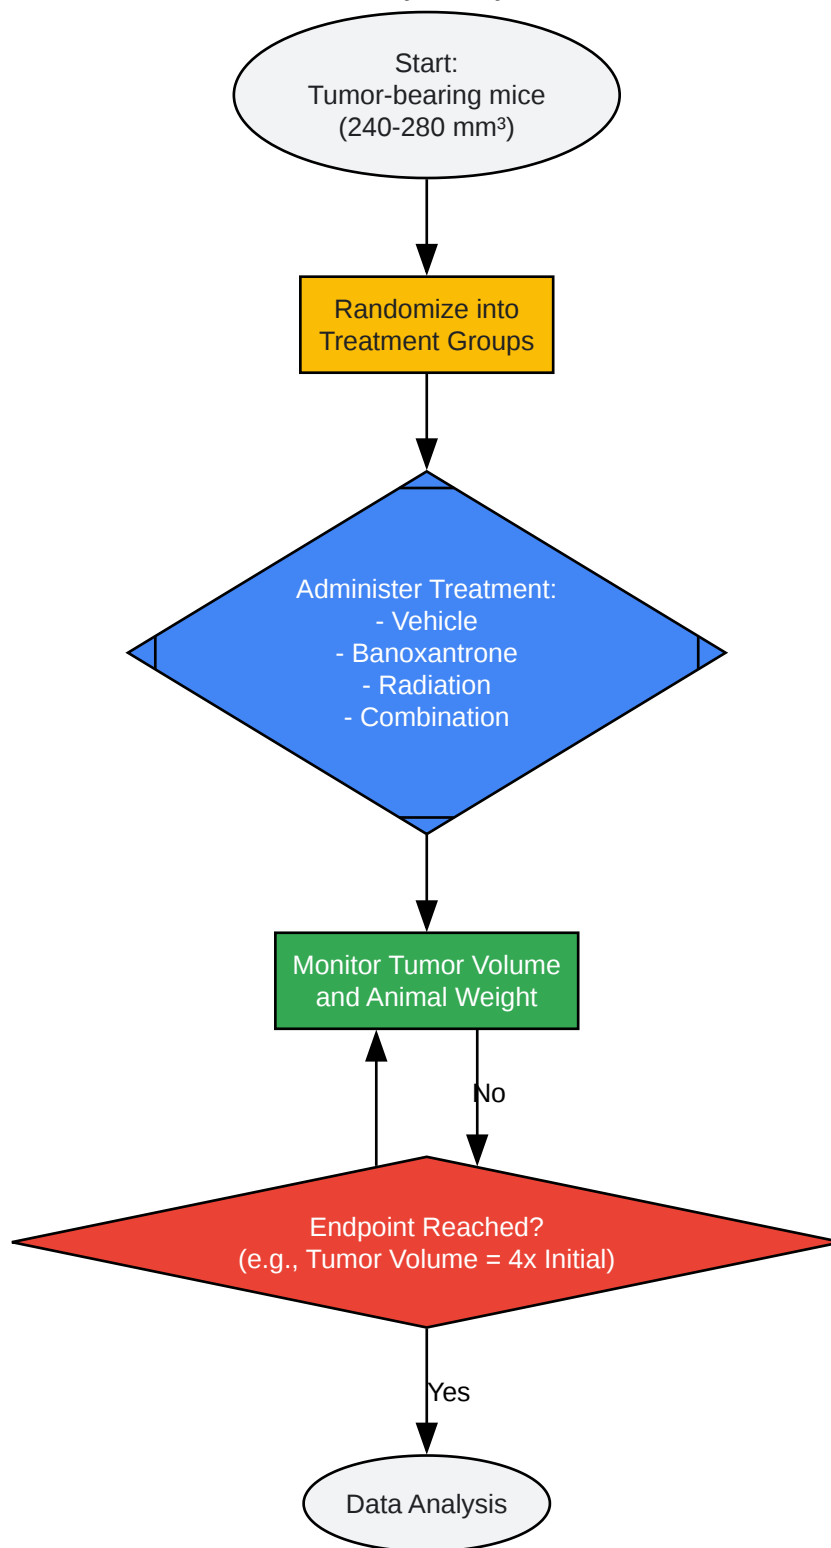 Start:
Tumor-bearing mice
(240-280 mm³)
Randomize into
Treatment Groups
Administer Treatment:
- Vehicle
- Banoxantrone
- Radiation
- Combination
Monitor Tumor Volume
and Animal Weight
No
Endpoint Reached?
(e.g., Tumor Volume = 4x Initial)
Yes
Data Analysis